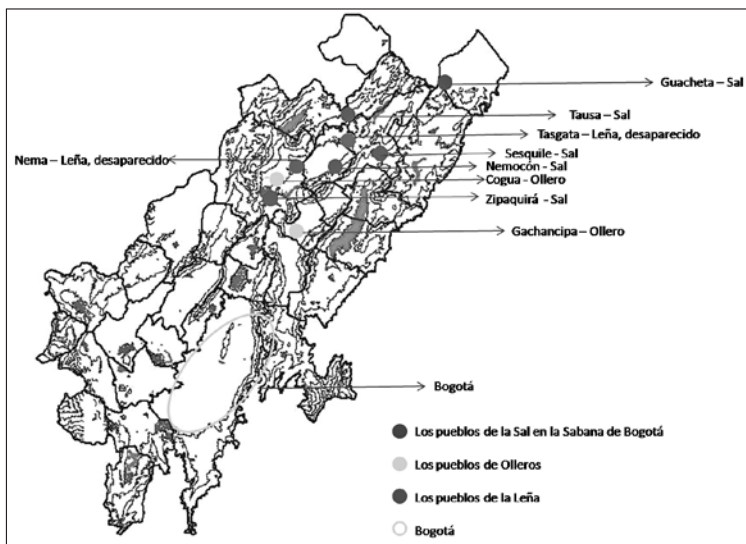 Guacheta – Sal
Tausa – Sal
Tasgata – Leña, desaparecido
Nema – Leña, desaparecido
Sesquile - Sal
Nemocón - Sal
Cogua - Ollero
Zipaquirá - Sal
Gachancipa – Ollero
Bogotá
Los pueblos de la Sal en la Sabana de Bogotá
Los pueblos de Olleros
Los pueblos de la Leña
Bogotá